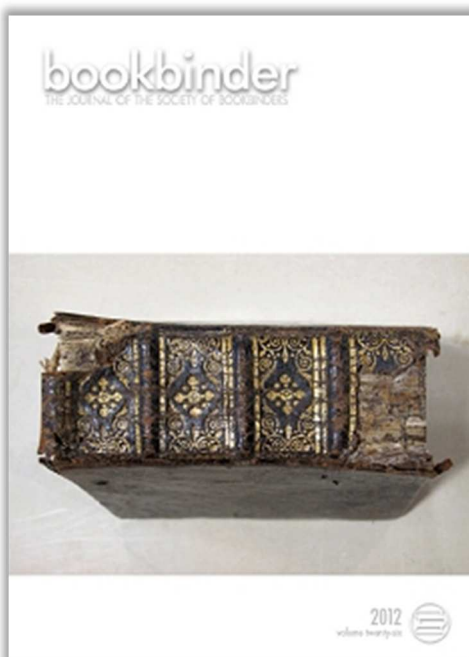 bookbinder
THE JOURNAL OF THE SOCIETY OF BOOKBINDERS
2012
volume twenty-six